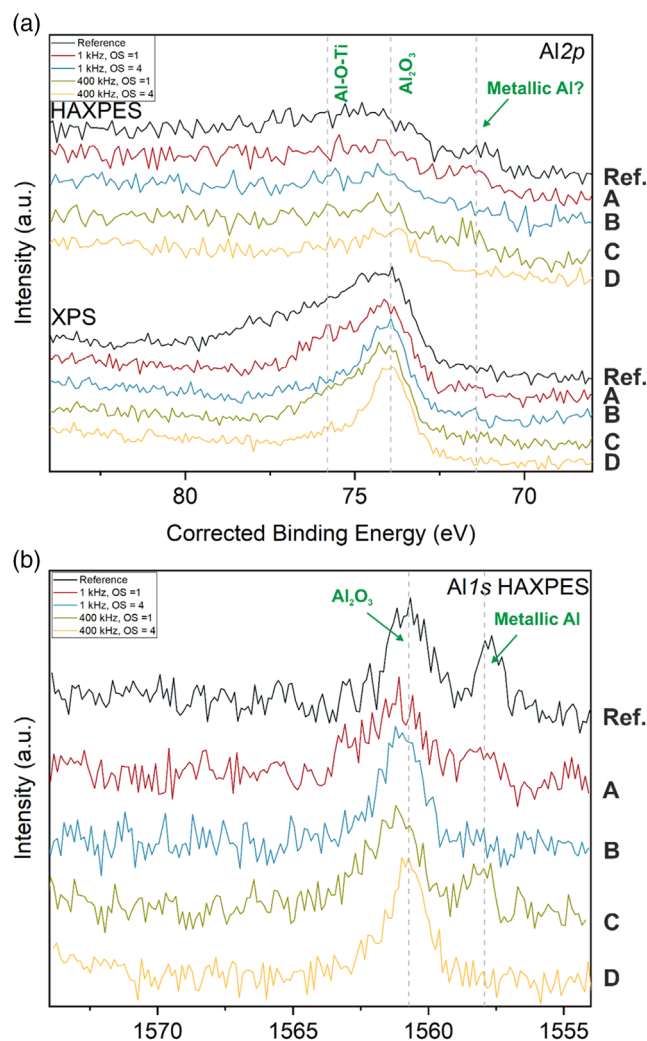 (a)
Reference
1 kHz, OS =1
1 kHz, OS = 4
400 kHz, OS =1
400 kHz, OS = 4
Al-O-Ti
Al₂O₃
Al2p
Metallic Al?
HAXPES
Ref.
A
B
C
D
XPS
Ref.
A
B
C
D
Intensity (a.u.)
80
75
70
Corrected Binding Energy (eV)
(b)
Reference
1 kHz, OS =1
1 kHz, OS = 4
400 kHz, OS =1
400 kHz, OS = 4
Al1s HAXPES
Al₂O₃
Metallic Al
Ref.
A
B
C
D
Intensity (a.u.)
1570
1565
1560
1555